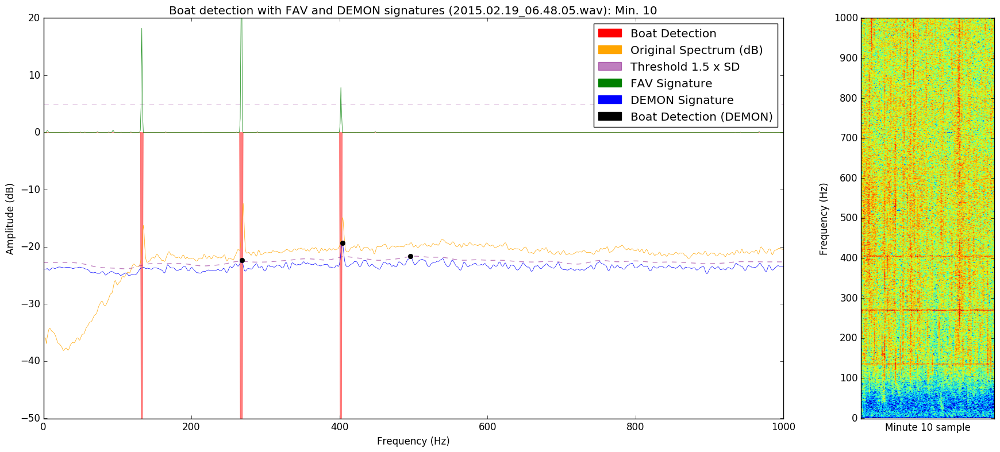 Boat detection with FAV and DEMON signatures (2015.02.19_06.48.05.wav): Min. 10
Amplitude (dB)
20
10
0
−10
−20
−30
−40
−50
0
200
400
600
800
1000
Frequency (Hz)
Boat Detection
Original Spectrum (dB)
Threshold 1.5 x SD
FAV Signature
DEMON Signature
Boat Detection (DEMON)
Frequency (Hz)
1000
900
800
700
600
500
400
300
200
100
0
Minute 10 sample